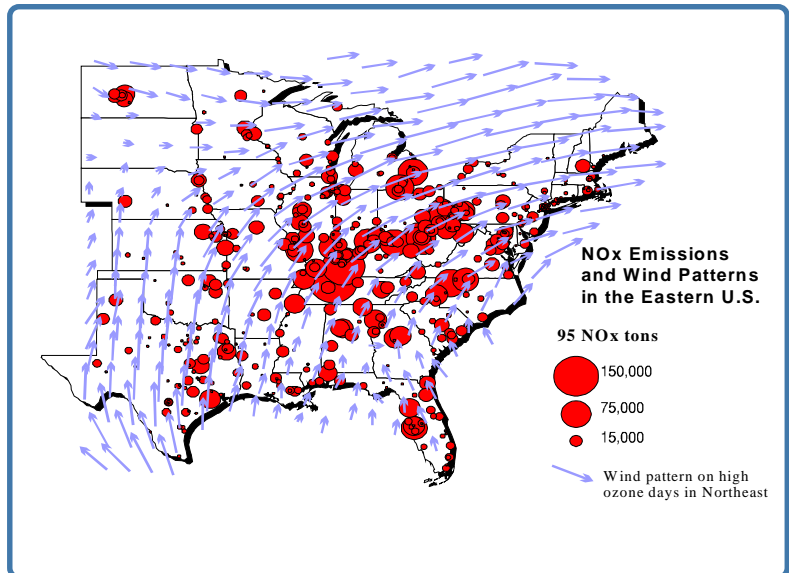 NOx Emissions
and Wind Patterns
in the Eastern U.S.
95 NOx tons
150,000
75,000
15,000
Wind pattern on high
ozone days in Northeast